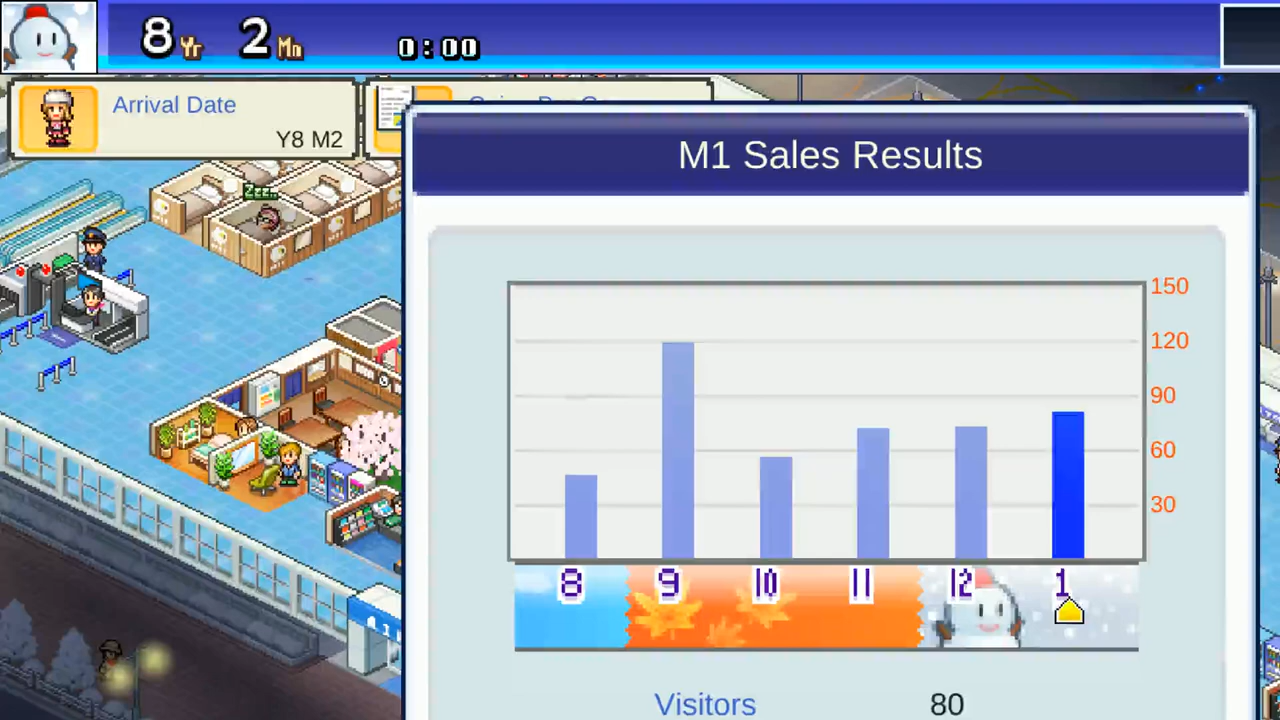 8 Yr 2 Mn 0:00
Arrival Date
Y8 M2
M1 Sales Results
Zzz..
150
120
90
60
30
8 9 10 11 12 1
Visitors 80